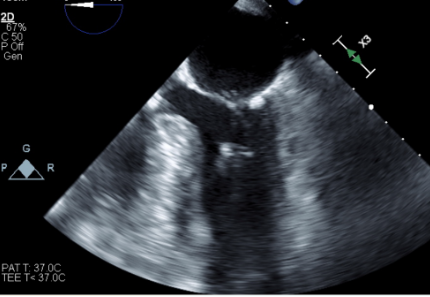 2D
67%
C 50
P Off
Gen
X3
G
P R
PAT T: 37.0C
TEE T< 37.0C